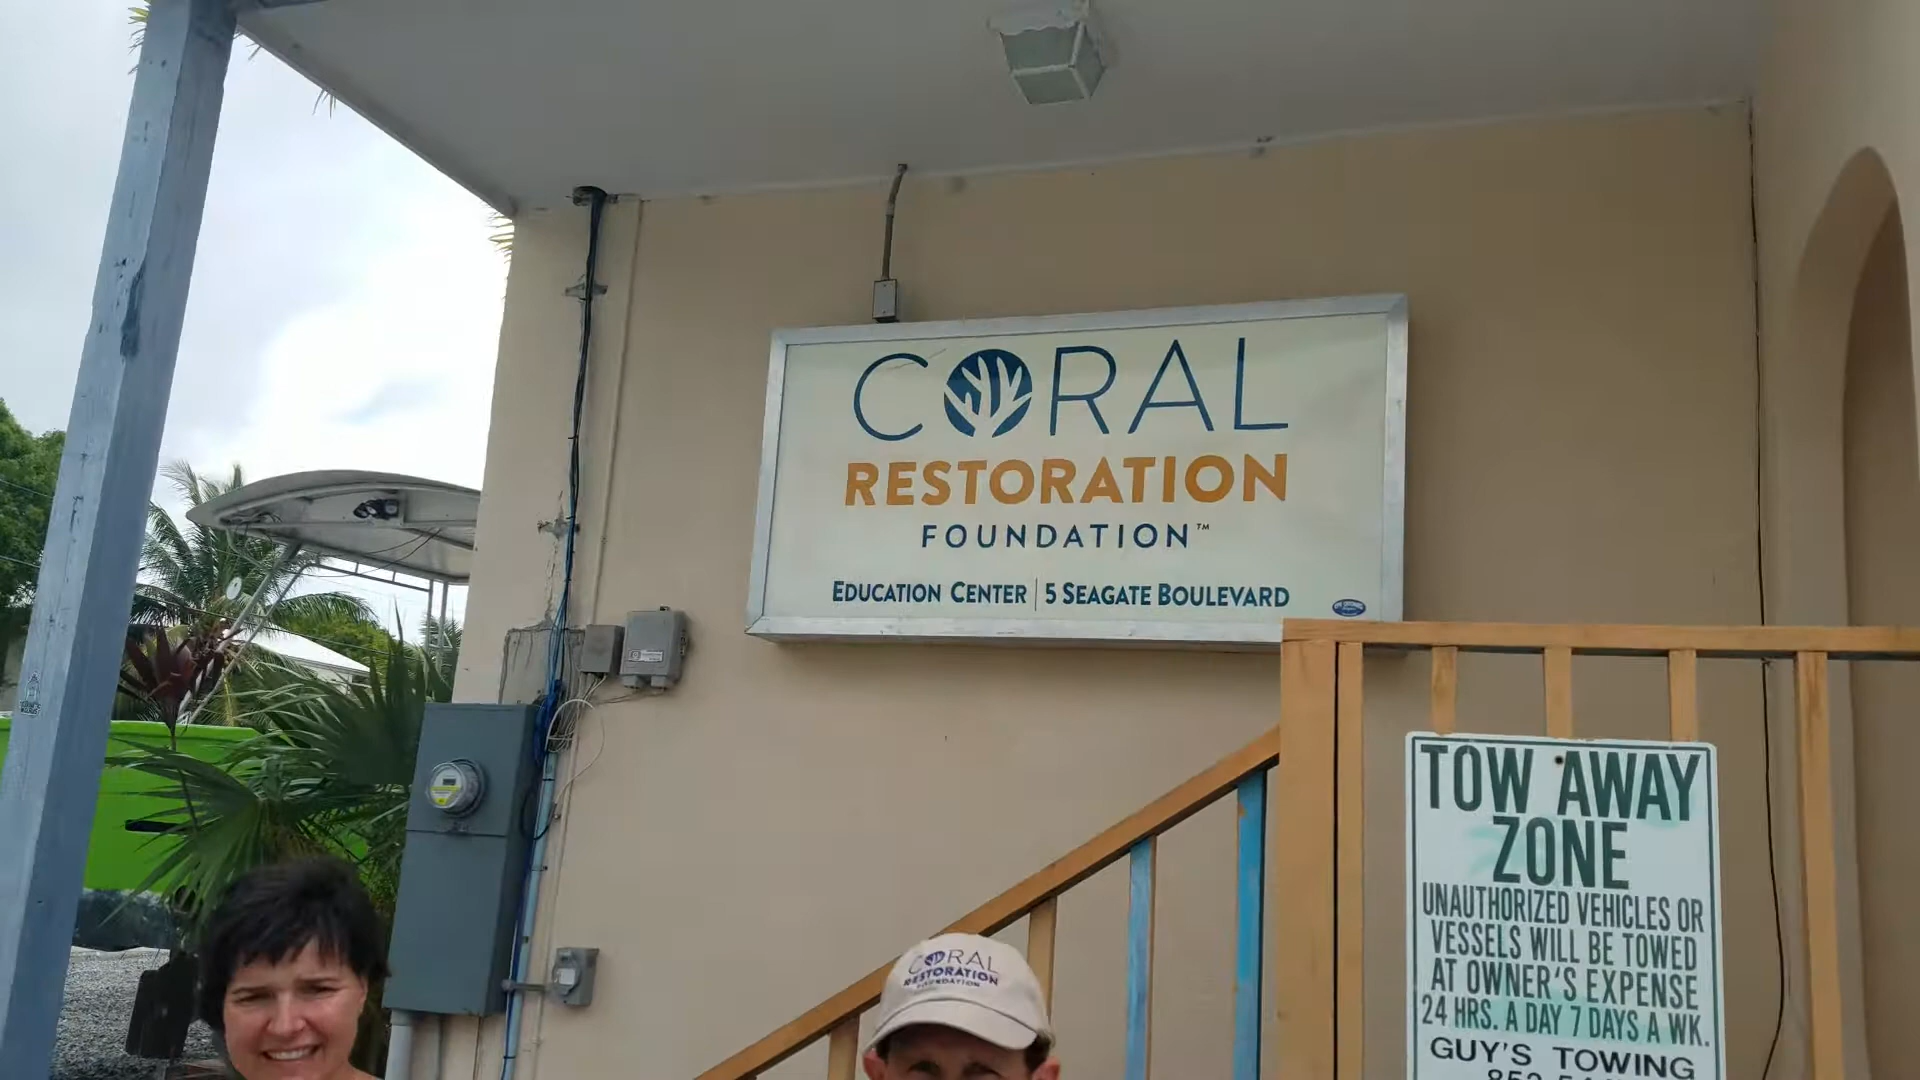 CORAL
RESTORATION
FOUNDATION™
EDUCATION CENTER | 5 SEAGATE BOULEVARD
CORAL
RESTORATION
FOUNDATION
TOW AWAY
ZONE
UNAUTHORIZED VEHICLES OR
VESSELS WILL BE TOWED
AT OWNER'S EXPENSE
24 HRS. A DAY 7 DAYS A WK.
GUY'S TOWING